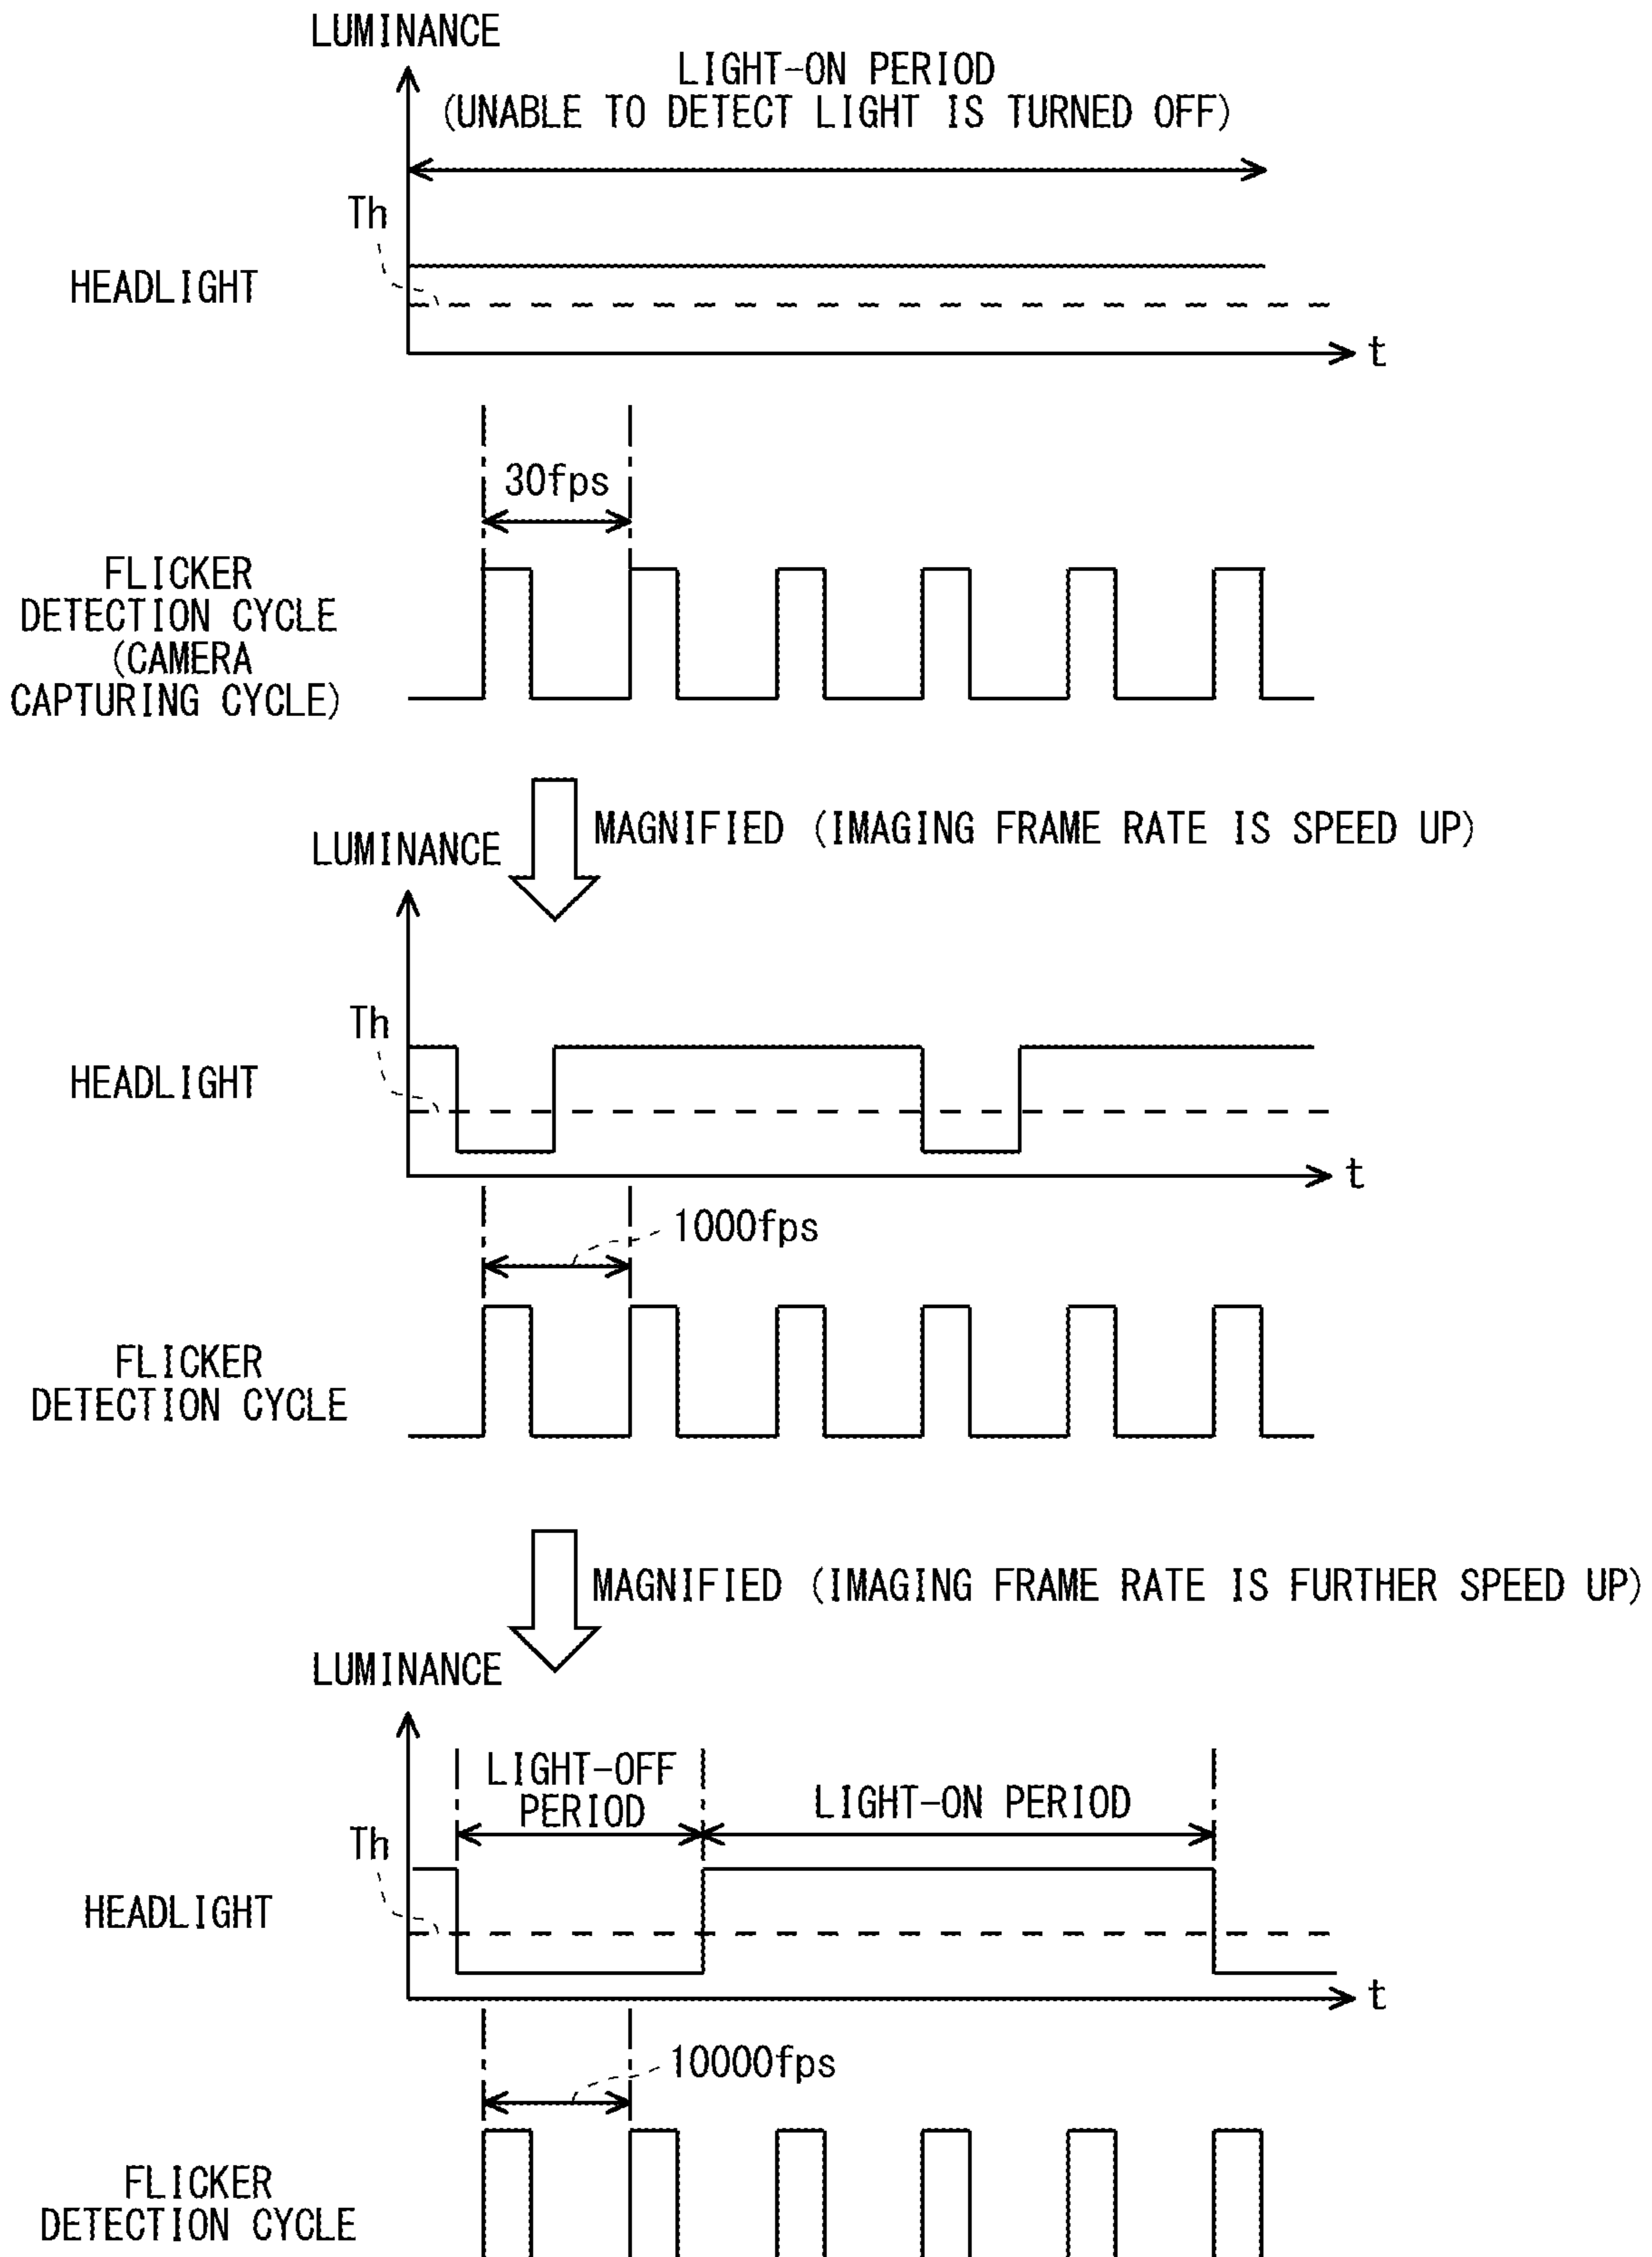 LUMINANCE
LIGHT-ON PERIOD
(UNABLE TO DETECT LIGHT IS TURNED OFF)
Th
HEADLIGHT
t
30fps
FLICKER
DETECTION CYCLE
(CAMERA
CAPTURING CYCLE)
MAGNIFIED (IMAGING FRAME RATE IS SPEED UP)
LUMINANCE
Th
HEADLIGHT
t
1000fps
FLICKER
DETECTION CYCLE
MAGNIFIED (IMAGING FRAME RATE IS FURTHER SPEED UP)
LUMINANCE
LIGHT-OFF
PERIOD
LIGHT-ON PERIOD
Th
HEADLIGHT
t
10000fps
FLICKER
DETECTION CYCLE